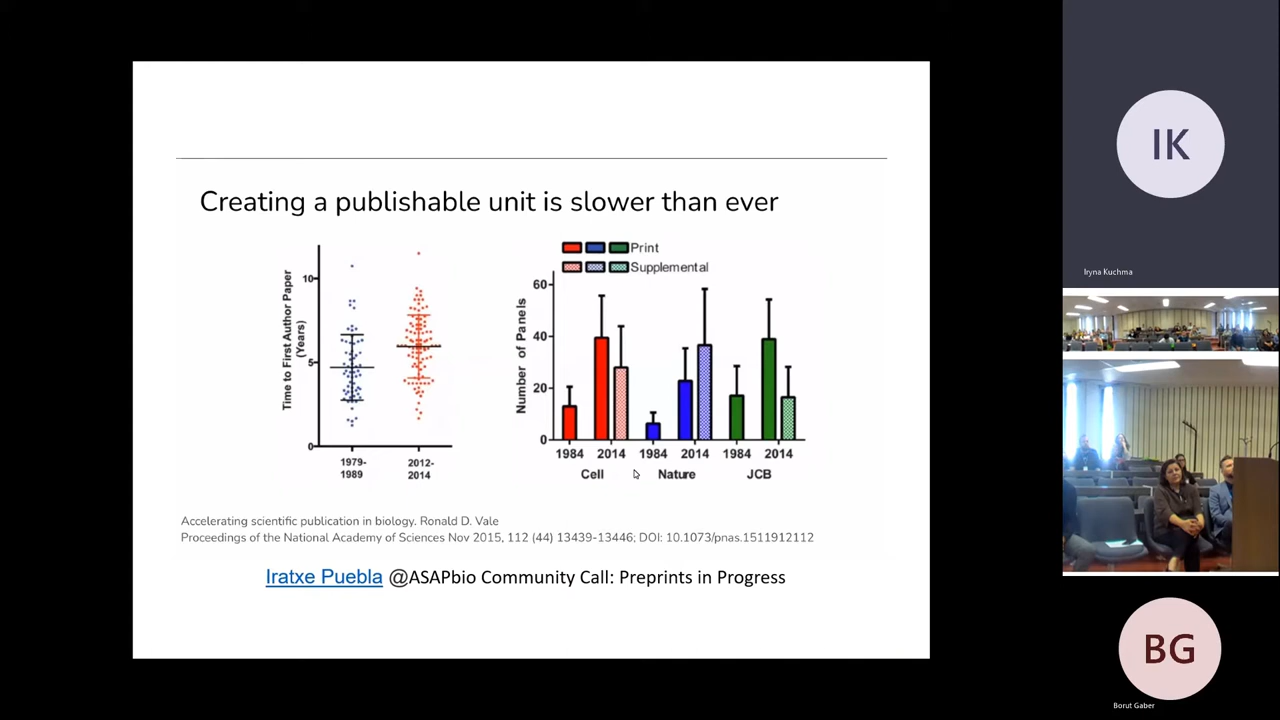 Creating a publishable unit is slower than ever
Time to First Author Paper
(Years)
10
5
0
1979-
1989
2012-
2014
Print
Supplemental
Number of Panels
60
40
20
0
1984 2014 1984 2014 1984 2014
Cell Nature JCB
Accelerating scientific publication in biology. Ronald D. Vale
Proceedings of the National Academy of Sciences Nov 2015, 112 (44) 13439-13446; DOI: 10.1073/pnas.1511912112
Iratxe Puebla @ASAPbio Community Call: Preprints in Progress
IK
Iryna Kuchma
BG
Borut Gaber